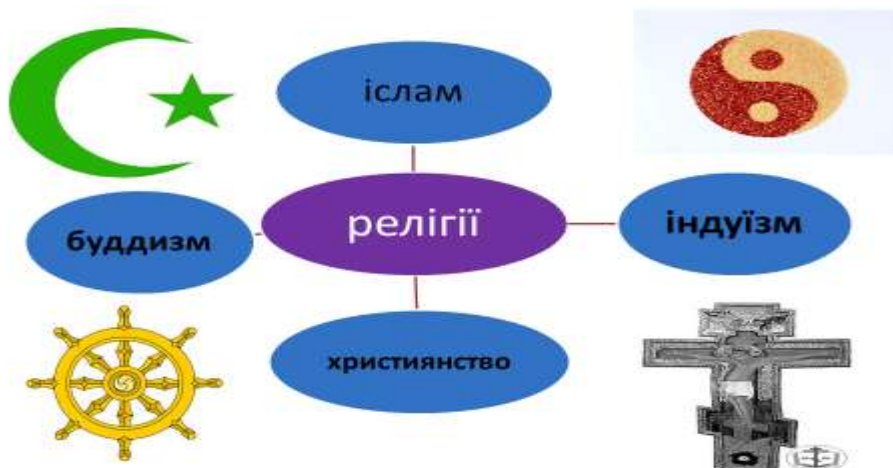 іслам
буддизм
релігії
індуїзм
християнство